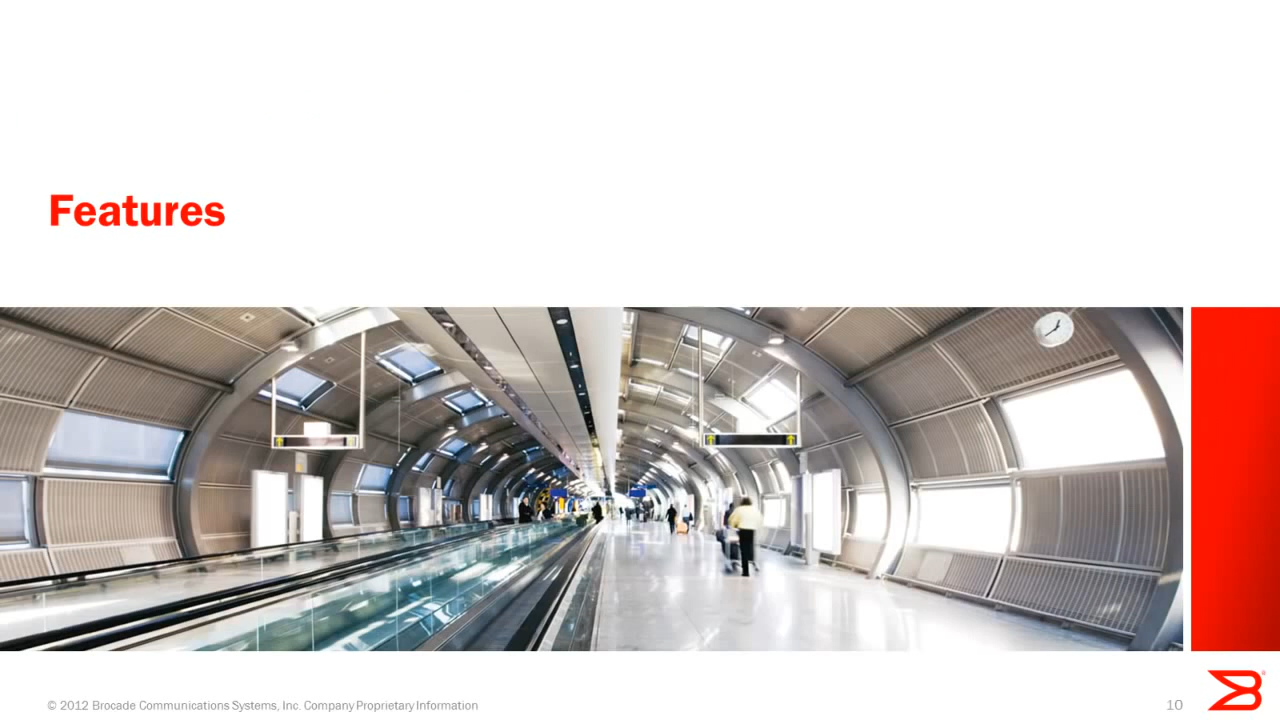 Features
© 2012 Brocade Communications Systems, Inc. Company Proprietary Information
10